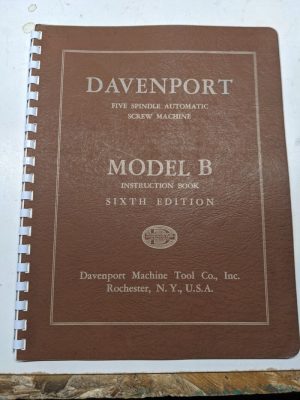 DAVENPORT
FIVE SPINDLE AUTOMATIC
SCREW MACHINE
MODEL B
INSTRUCTION BOOK
SIXTH EDITION
Davenport Machine Tool Co., Inc.
Rochester, N. Y., U.S.A.